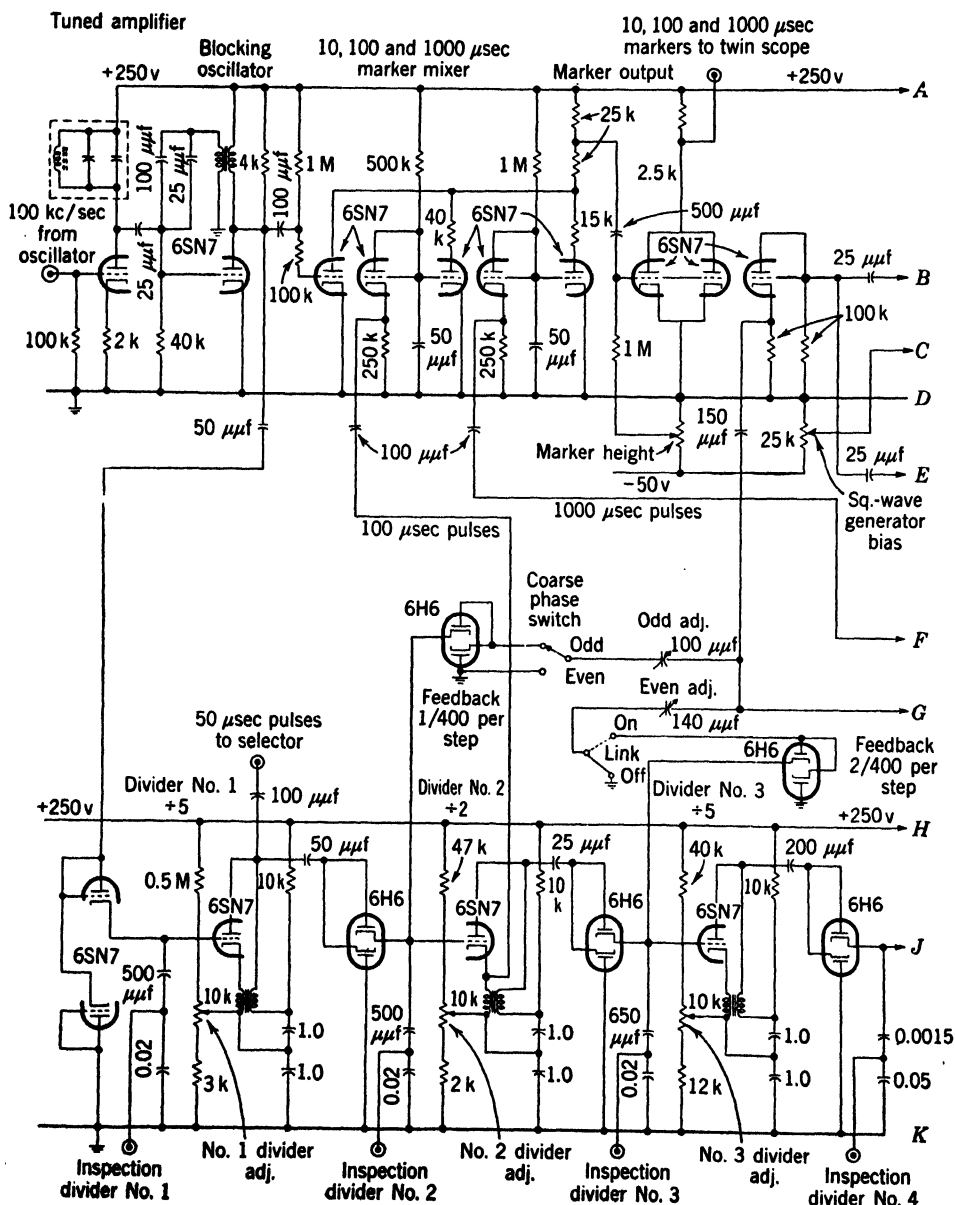 Tuned amplifier
Blocking
oscillator
10, 100 and 1000 μsec
marker mixer
10, 100 and 1000 μsec
markers to twin scope
Marker output
+250 v
+250 v
A
25 k
100 μμf
25 μμf
4 k
100 μμf
1 M
500 k
1 M
2.5 k
100 kc/sec
from
oscillator
25 μμf
6SN7
100 k
6SN7
40 k
6SN7
15 k
500 μμf
6SN7
25 μμf
B
100 k
2 k
40 k
250 k
50 μμf
250 k
50 μμf
1 M
100 k
C
D
50 μμf
100 μμf
Marker height
150 μμf
25 k
25 μμf
E
-50 v
100 μsec pulses
1000 μsec pulses
Sq.-wave
generator
bias
6H6
Coarse
phase
switch
Odd
Even
Odd adj.
100 μμf
F
Feedback
1/400 per
step
Even adj.
140 μμf
G
On
Link
Off
6H6
Feedback
2/400 per
step
50 μsec pulses
to selector
+250 v
Divider No. 1
÷5
100 μμf
Divider No. 2
÷2
Divider No. 3
÷5
+250 v
H
0.5 M
10 k
50 μμf
47 k
25 μμf
10 k
40 k
10 k
200 μμf
6SN7
6H6
6SN7
6H6
6SN7
6H6
J
6SN7
500 μμf
10 k
1.0
500 μμf
10 k
1.0
650 μμf
10 k
1.0
0.0015
0.02
3 k
1.0
0.02
2 k
1.0
0.02
12 k
1.0
0.05
K
Inspection
divider No. 1
No. 1 divider
adj.
Inspection
divider No. 2
No. 2 divider
adj.
Inspection
divider No. 3
No. 3 divider
adj.
Inspection
divider No. 4